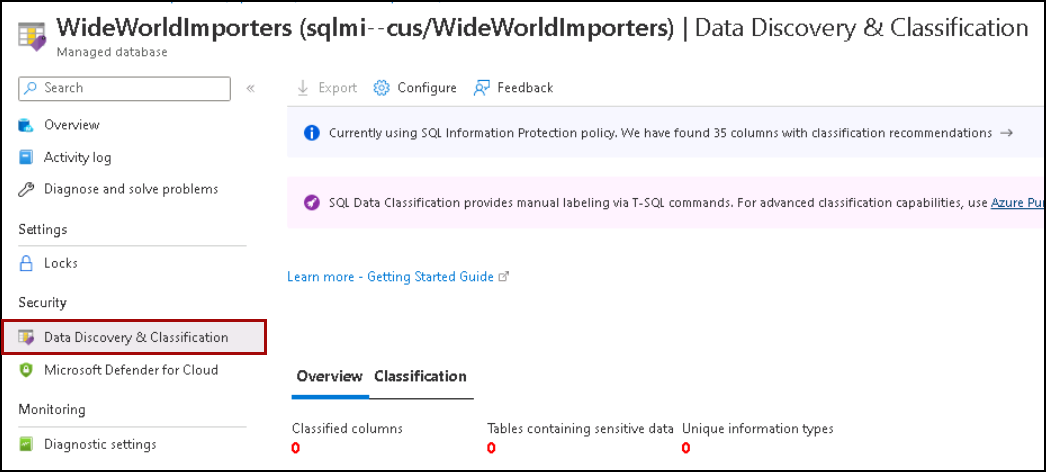 WideWorldImporters (sqlmi--cus/WideWorldImporters) | Data Discovery & Classification
Managed database
Search
«
Export
Configure
Feedback
Overview
Activity log
Diagnose and solve problems
Settings
Locks
Security
Data Discovery & Classification
Microsoft Defender for Cloud
Monitoring
Diagnostic settings
Currently using SQL Information Protection policy. We have found 35 columns with classification recommendations →
SQL Data Classification provides manual labeling via T-SQL commands. For advanced classification capabilities, use Azure Pur
Learn more - Getting Started Guide
Overview Classification
Classified columns Tables containing sensitive data Unique information types
0 0 0